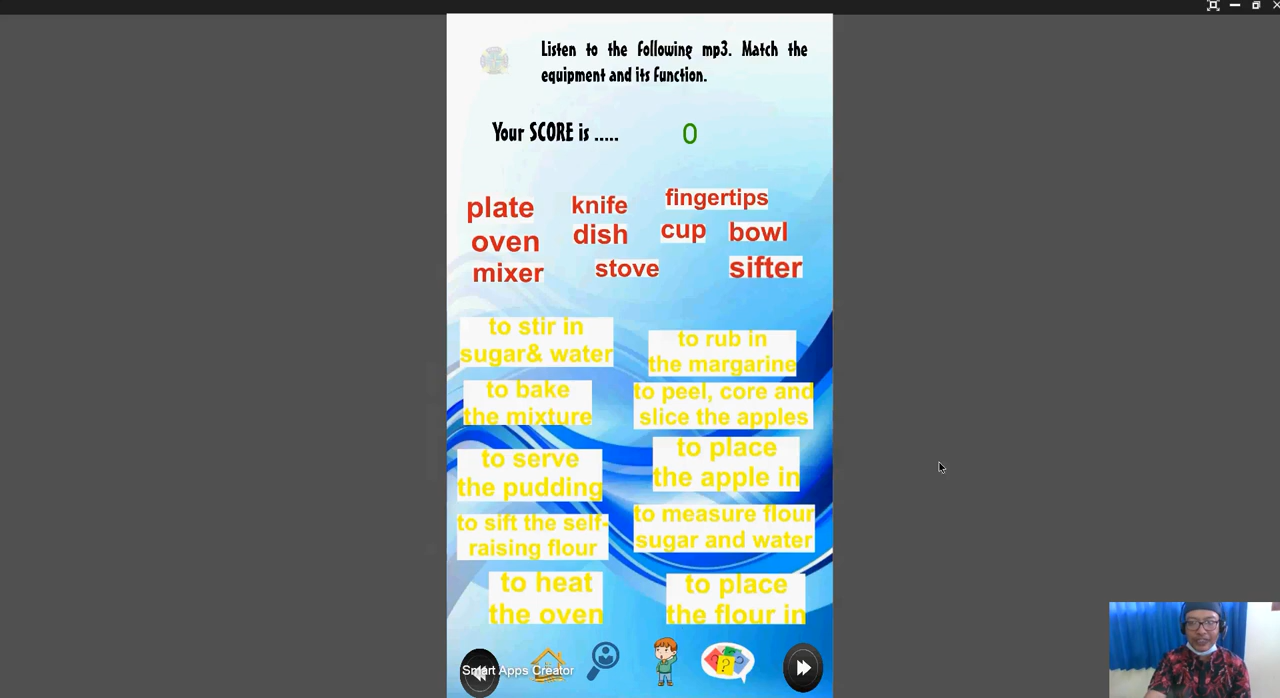 Listen to the following mp3. Match the
equipment and its function.
Your SCORE is ..... 0
plate knife fingertips
oven dish cup bowl
mixer stove sifter
to stir in
sugar& water
to rub in
the margarine
to bake
the mixture
to peel, core and
slice the apples
to serve
the pudding
to place
the apple in
to sift the self-
raising flour
to measure flour
sugar and water
to heat
the oven
to place
the flour in
Smart Apps Creator